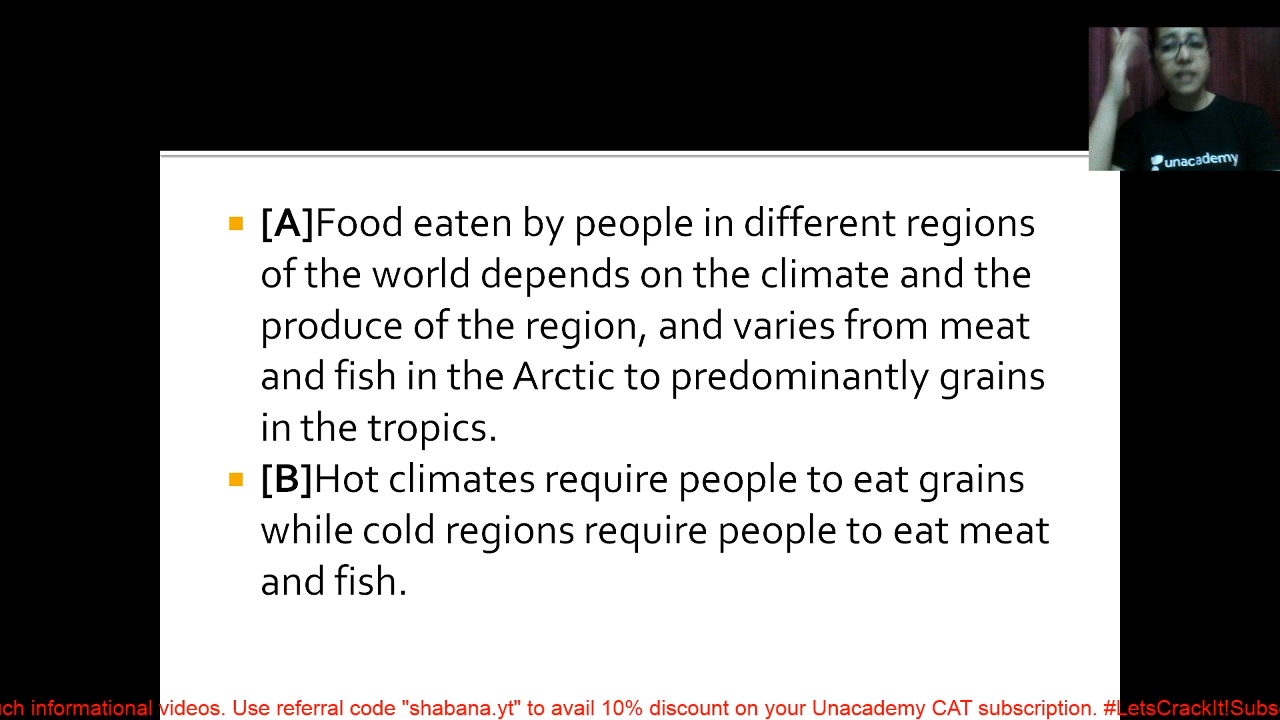 unacademy
[A]Food eaten by people in different regions
of the world depends on the climate and the
produce of the region, and varies from meat
and fish in the Arctic to predominantly grains
in the tropics.
[B]Hot climates require people to eat grains
while cold regions require people to eat meat
and fish.
informational videos. Use referral code "shabana.yt" to avail 10% discount on your Unacademy CAT subscription. #LetsCrackIt!Subs